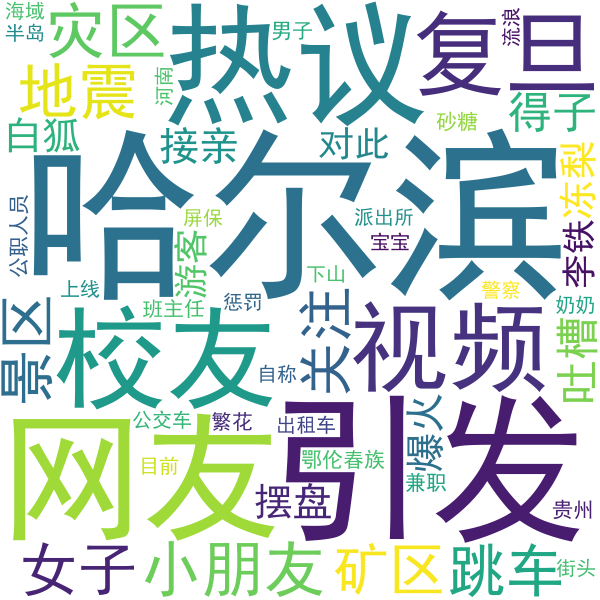 海域
半岛
灾区
热议
男子
流浪
复旦
地震
河南
白狐
接亲
对此
砂糖
得子
哈尔滨
冻梨
公职人员
屏保
派出所
李铁
游客
宝宝
下山
警察
奶奶
上线
班主任
惩罚
景区
校友
关注
视频
吐槽
自称
网友
引发
公交车
繁花
出租车
爆火
目前
鄂伦春族
兼职
摆盘
贵州
女子
小朋友
矿区
跳车
街头